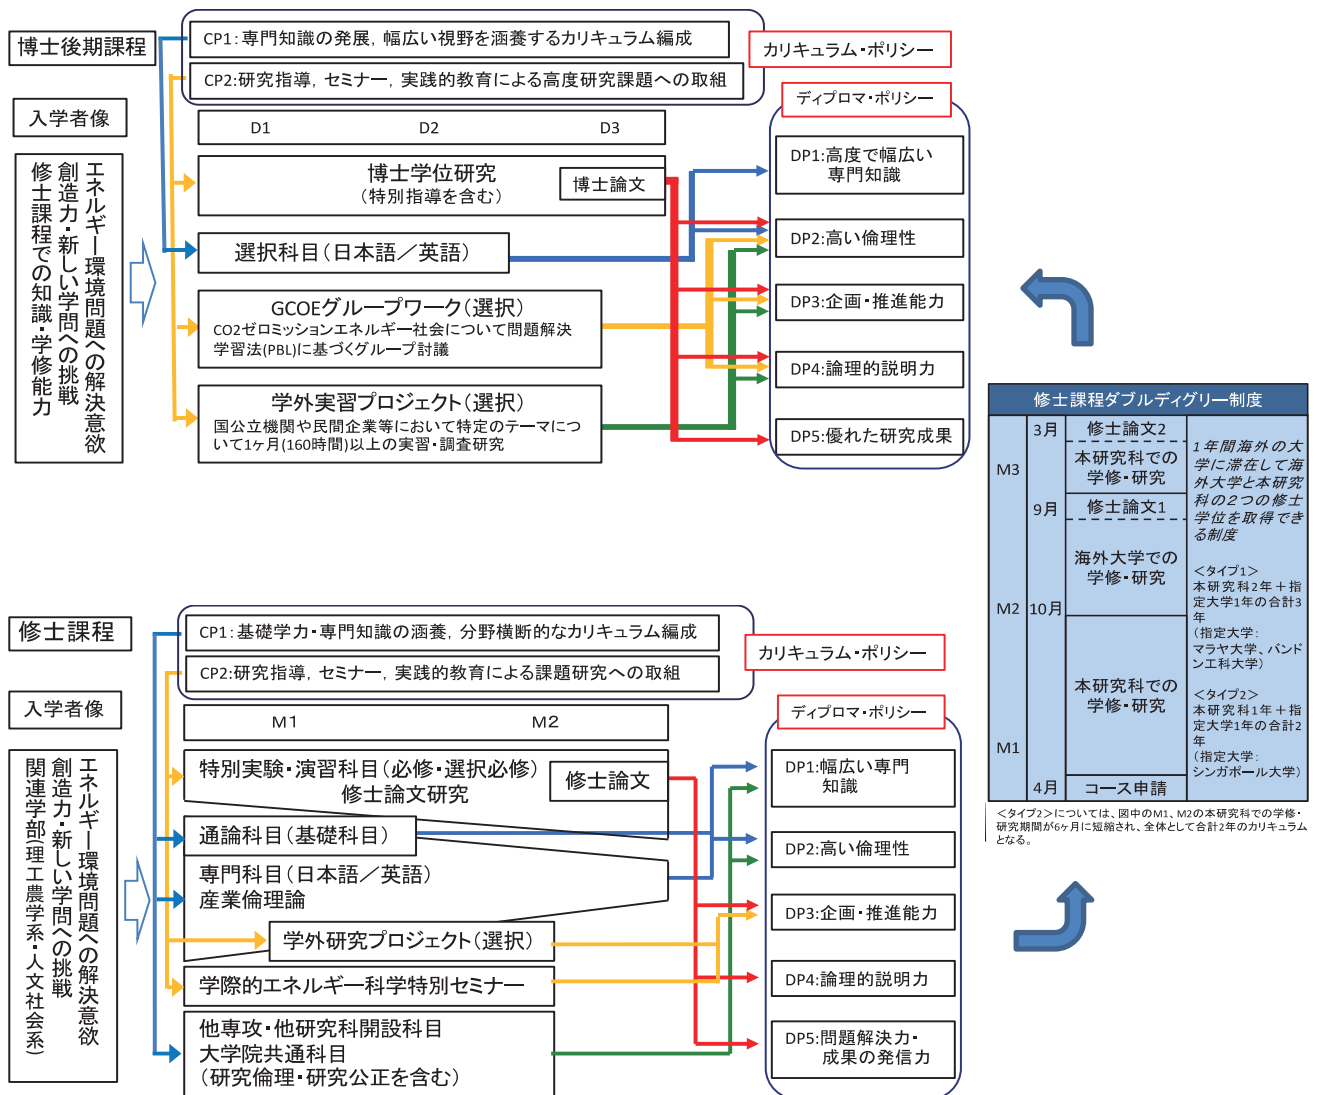 博士後期課程
CP1：専門知識の発展，幅広い視野を涵養するカリキュラム編成
CP2:研究指導，セミナー，実践的教育による高度研究課題への取組
カリキュラム・ポリシー
入学者像
エネルギー環境問題への解決意欲
創造力・新しい学問への挑戦
修士課程での知識・学修能力
D1 D2 D3
博士学位研究
（特別指導を含む）
博士論文
選択科目（日本語／英語）
GCOEグループワーク（選択）
CO2ゼロミッションエネルギー社会について問題解決
学習法(PBL)に基づくグループ討議
学外実習プロジェクト（選択）
国公立機関や民間企業等において特定のテーマにつ
いて1ヶ月(160時間)以上の実習・調査研究
ディプロマ・ポリシー
DP1:高度で幅広い
専門知識
DP2:高い倫理性
DP3:企画・推進能力
DP4:論理的説明力
DP5:優れた研究成果
修士課程ダブルディグリー制度
M3
M2
M1
3月
9月
10月
4月
修士論文2
本研究科での
学修・研究
修士論文1
海外大学での
学修・研究
本研究科での
学修・研究
コース申請
1年間海外の大
学に滞在して海
外大学と本研究
科の2つの修士
学位を取得でき
る制度
＜タイプ1＞
本研究科2年＋指
定大学1年の合計3
年
（指定大学：
マラヤ大学、バンド
ン工科大学）
＜タイプ2＞
本研究科1年＋指
定大学1年の合計2
年
（指定大学：
シンガポール大学）
＜タイプ2＞については、図中のM1、M2の本研究科での学修・
研究期間が6ヶ月に短縮され、全体として合計2年のカリキュラム
となる。
修士課程
CP1：基礎学力・専門知識の涵養，分野横断的なカリキュラム編成
CP2:研究指導，セミナー，実践的教育による課題研究への取組
カリキュラム・ポリシー
入学者像
エネルギー環境問題への解決意欲
創造力・新しい学問への挑戦
関連学部（理工農学系・人文社会系）
M1 M2
特別実験・演習科目（必修・選択必修）
修士論文研究
修士論文
通論科目（基礎科目）
専門科目（日本語／英語）
産業倫理論
学外研究プロジェクト（選択）
学際的エネルギー科学特別セミナー
他専攻・他研究科開設科目
大学院共通科目
（研究倫理・研究公正を含む）
ディプロマ・ポリシー
DP1:幅広い専門
知識
DP2:高い倫理性
DP3:企画・推進能力
DP4:論理的説明力
DP5:問題解決力・
成果の発信力